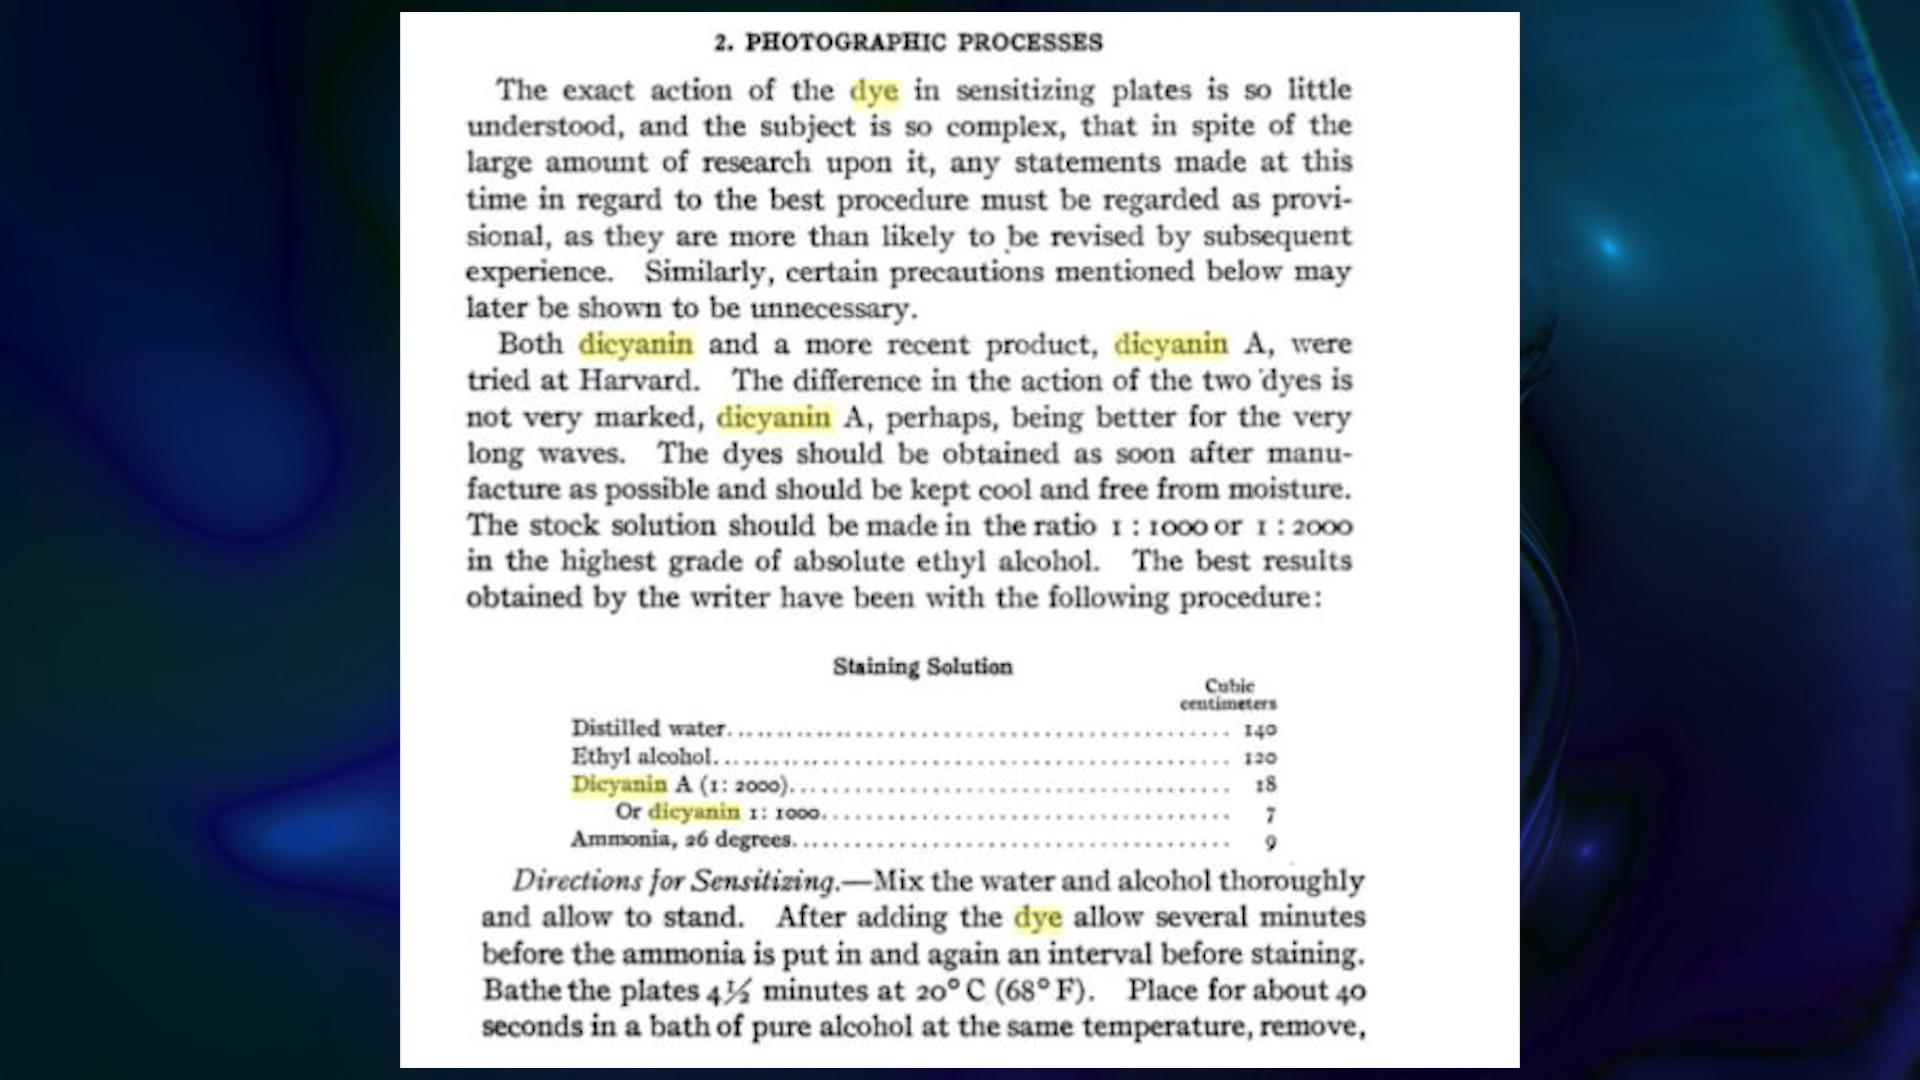 2. PHOTOGRAPHIC PROCESSES
The exact action of the dye in sensitizing plates is so little
understood, and the subject is so complex, that in spite of the
large amount of research upon it, any statements made at this
time in regard to the best procedure must be regarded as provi-
sional, as they are more than likely to be revised by subsequent
experience. Similarly, certain precautions mentioned below may
later be shown to be unnecessary.
Both dicyanin and a more recent product, dicyanin A, were
tried at Harvard. The difference in the action of the two dyes is
not very marked, dicyanin A, perhaps, being better for the very
long waves. The dyes should be obtained as soon after manu-
facture as possible and should be kept cool and free from moisture.
The stock solution should be made in the ratio 1 : 1000 or 1 : 2000
in the highest grade of absolute ethyl alcohol. The best results
obtained by the writer have been with the following procedure:
Staining Solution
Cubic
centimeters
Distilled water........................................ 140
Ethyl alcohol........................................ 120
Dicyanin A (1: 2000)........................................ 18
Or dicyanin 1: 1000........................................ 7
Ammonia, 26 degrees........................................ 9
Directions for Sensitizing.—Mix the water and alcohol thoroughly
and allow to stand. After adding the dye allow several minutes
before the ammonia is put in and again an interval before staining.
Bathe the plates 4½ minutes at 20° C (68° F). Place for about 40
seconds in a bath of pure alcohol at the same temperature, remove,